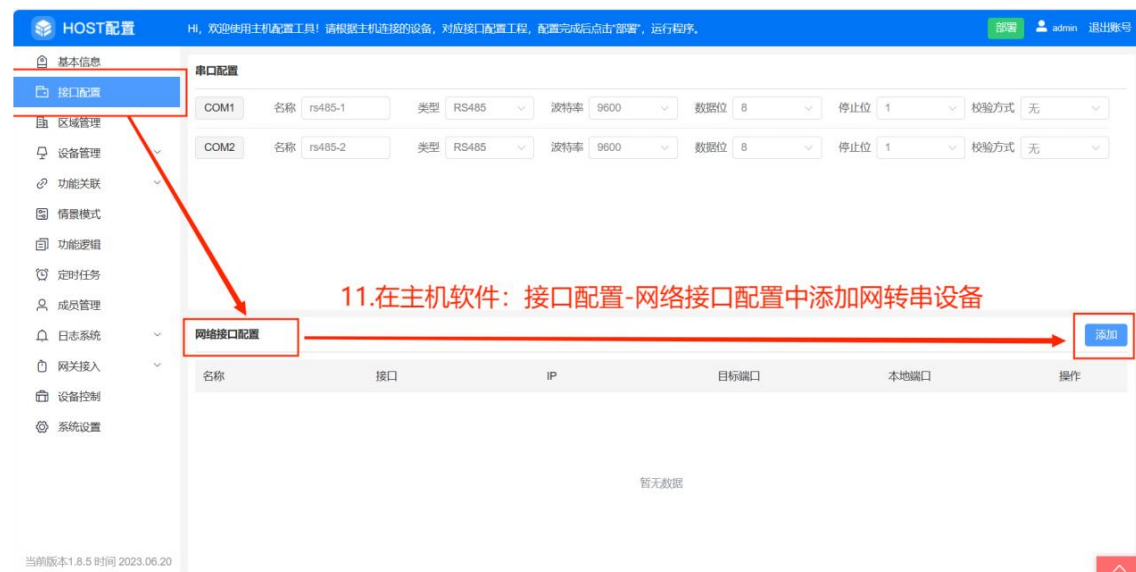 HOST配置
HI，欢迎使用主机配置工具！请根据主机连接的设备，对应接口配置工程，配置完成后点击"部署"，运行程序。
部署 admin 退出账号
基本信息
接口配置
区域管理
设备管理
功能关联
情景模式
功能逻辑
定时任务
成员管理
日志系统
网关接入
设备控制
系统设置
当前版本1.8.5 时间 2023.06.20
串口配置
COM1 名称 rs485-1 类型 RS485 波特率 9600 数据位 8 停止位 1 校验方式 无
COM2 名称 rs485-2 类型 RS485 波特率 9600 数据位 8 停止位 1 校验方式 无
11.在主机软件：接口配置-网络接口配置中添加网转串设备
网络接口配置 添加
名称 接口 IP 目标端口 本地端口 操作
暂无数据